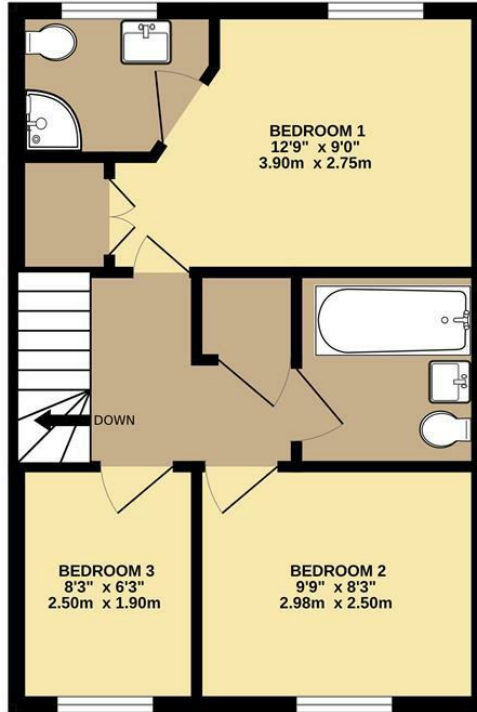 BEDROOM 1
12'9" x 9'0"
3.90m x 2.75m
DOWN
BEDROOM 3
8'3" x 6'3"
2.50m x 1.90m
BEDROOM 2
9'9" x 8'3"
2.98m x 2.50m